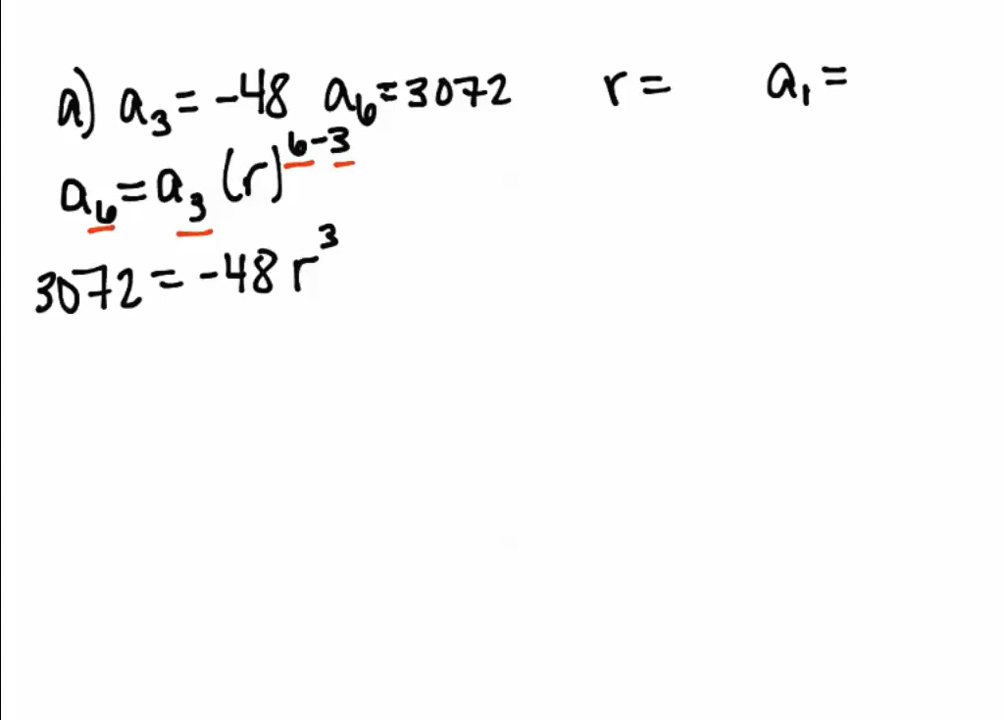 a) a₃ = -48 a₆ = 3072 r = a₁ =
a₆ = a₃ (r)⁶⁻³
3072 = -48 r³